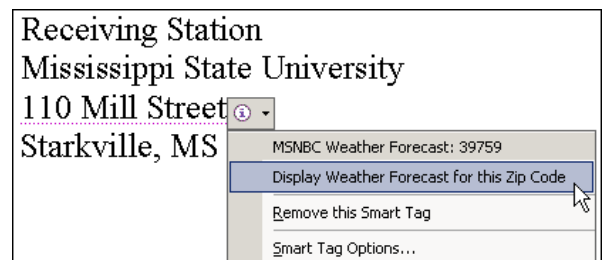 Receiving Station
Mississippi State University
110 Mill Street
Starkville, MS
MSNBC Weather Forecast: 39759
Display Weather Forecast for this Zip Code
Remove this Smart Tag
Smart Tag Options...